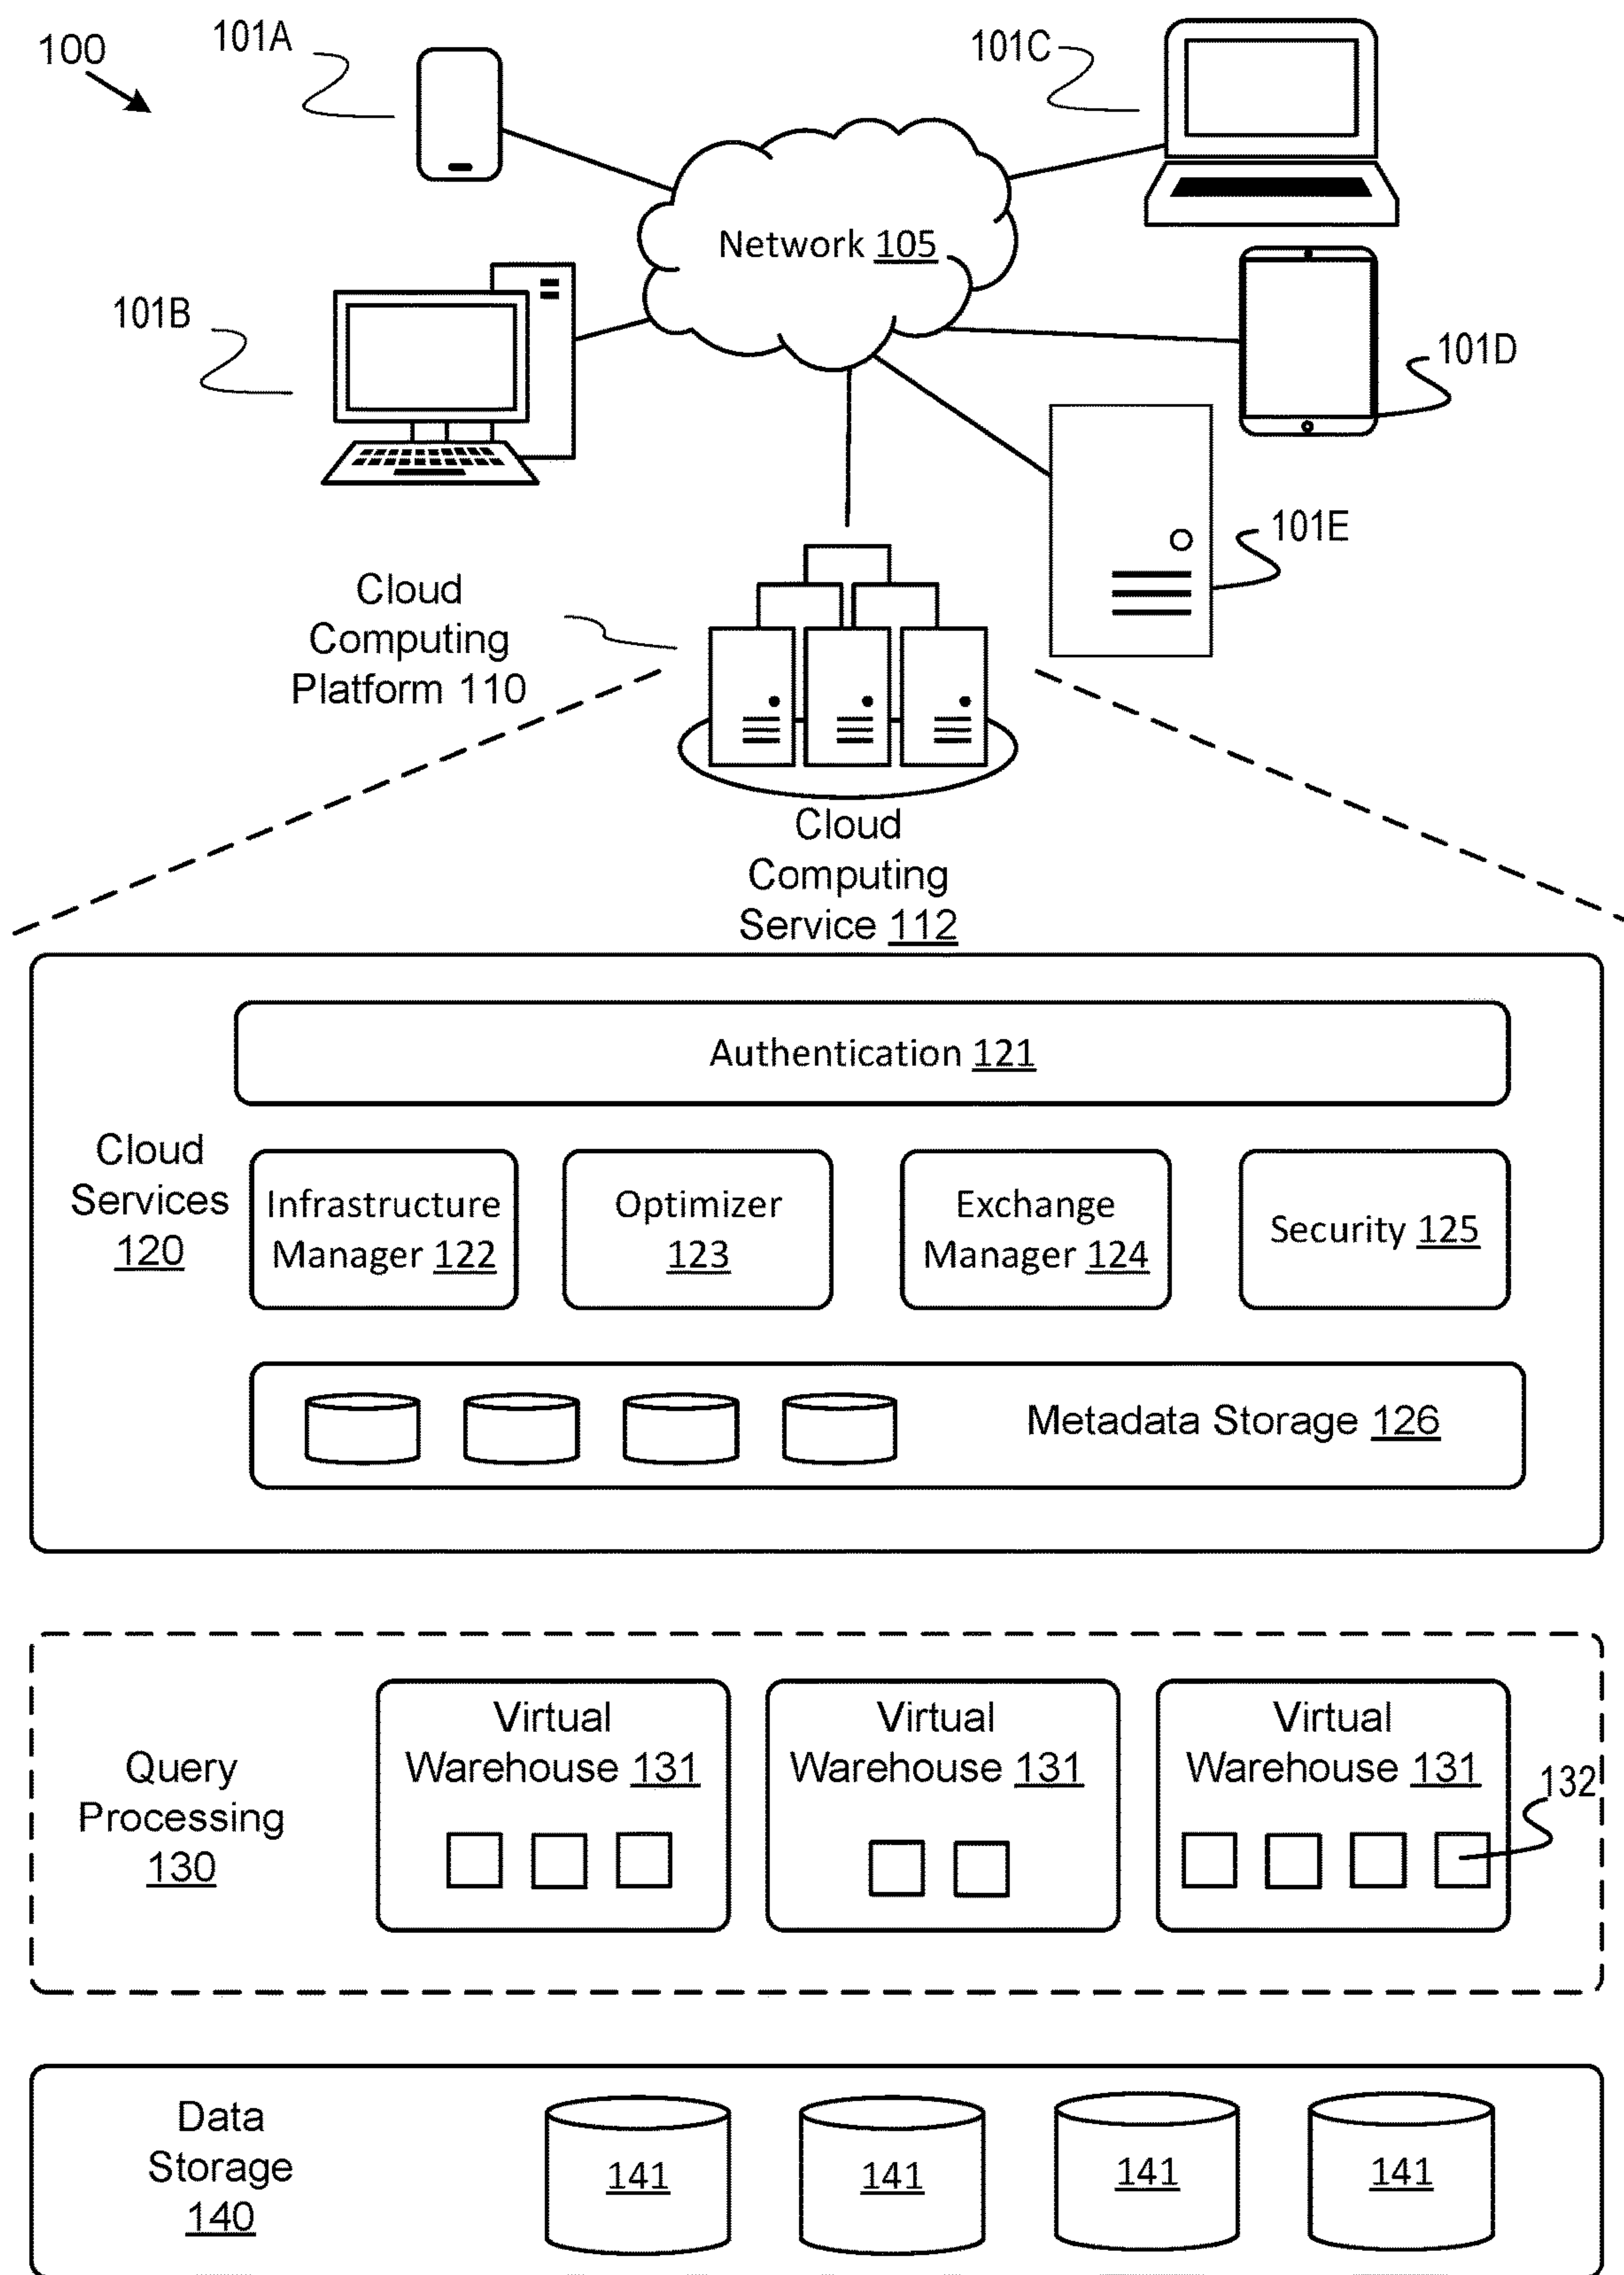 100
101A
101C
Network 105
101B
101D
101E
Cloud
Computing
Platform 110
Cloud
Computing
Service 112
Authentication 121
Cloud
Services
120
Infrastructure
Manager 122
Optimizer
123
Exchange
Manager 124
Security 125
Metadata Storage 126
Query
Processing
130
Virtual
Warehouse 131
Virtual
Warehouse 131
Virtual
Warehouse 131
132
Data
Storage
140
141
141
141
141